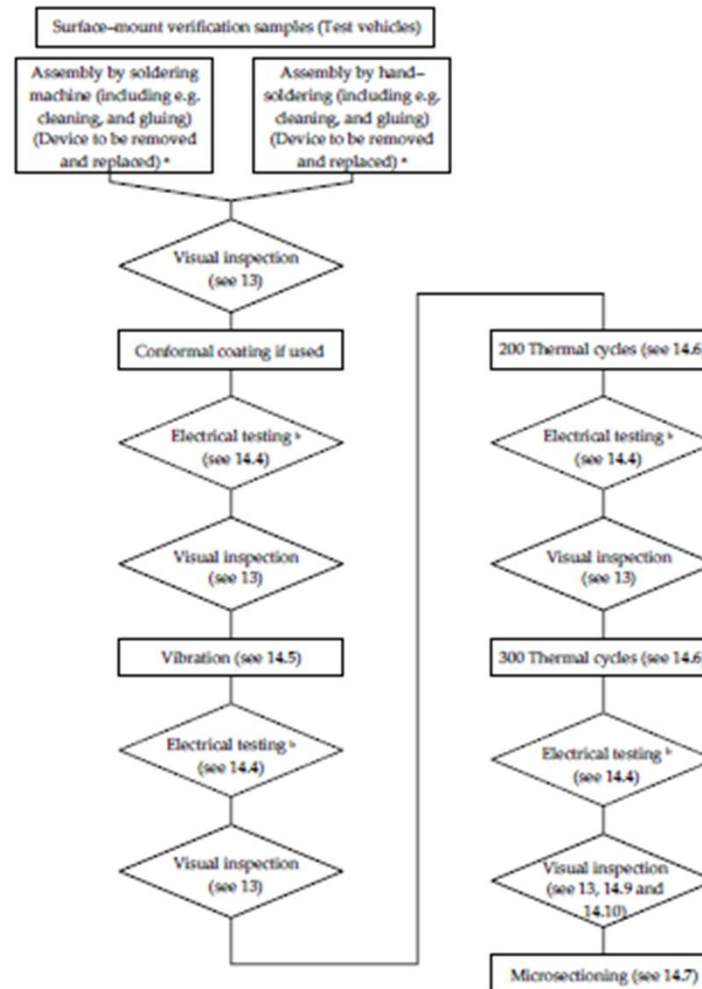 Surface–mount verification samples (Test vehicles)
Assembly by soldering
machine (including e.g.
cleaning, and gluing)
(Device to be removed
and replaced) ᵃ
Assembly by hand–
soldering (including e.g.
cleaning, and gluing)
(Device to be removed
and replaced) ᵃ
Visual inspection
(see 13)
Conformal coating if used
Electrical testing ᵇ
(see 14.4)
Visual inspection
(see 13)
Vibration (see 14.5)
Electrical testing ᵇ
(see 14.4)
Visual inspection
(see 13)
200 Thermal cycles (see 14.6)
Electrical testing ᵇ
(see 14.4)
Visual inspection
(see 13)
300 Thermal cycles (see 14.6)
Electrical testing ᵇ
(see 14.4)
Visual inspection
(see 13, 14.9 and
14.10)
Microsectioning (see 14.7)